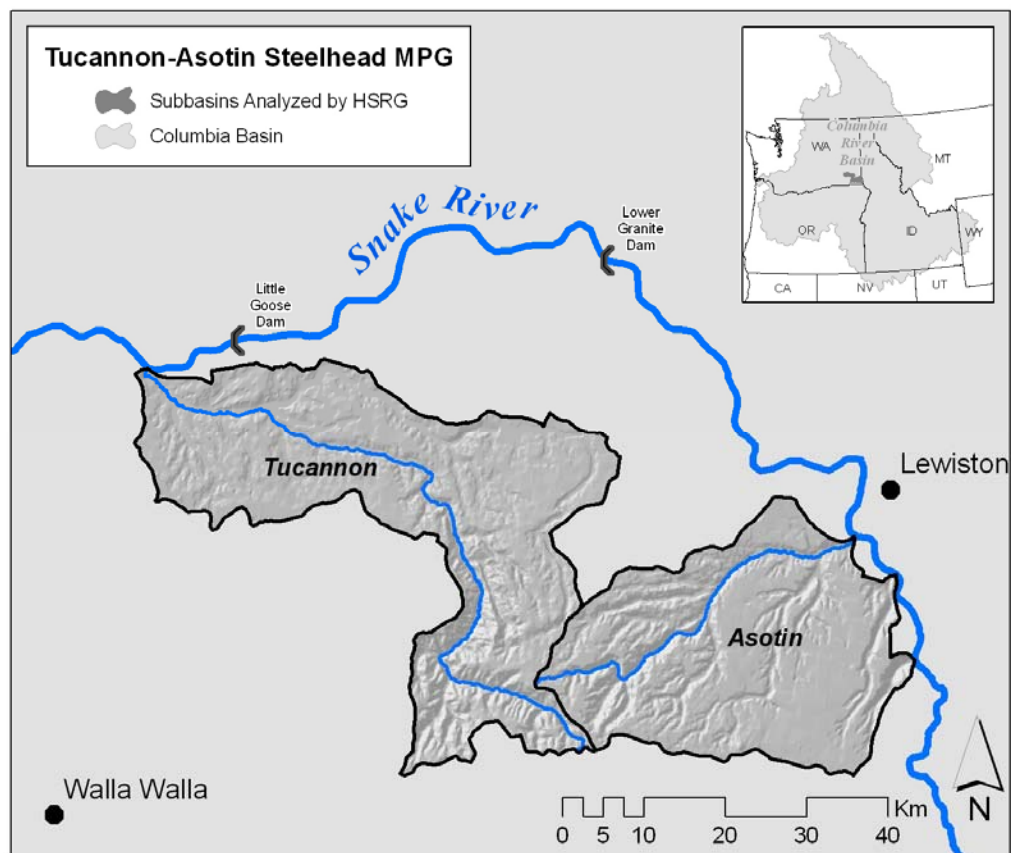 Tucannon-Asotin Steelhead MPG
Subbasins Analyzed by HSRG
Columbia Basin
Columbia
River
Basin
WA
MT
OR
ID
WY
CA
NV
UT
Snake River
Lower
Granite
Dam
Little
Goose
Dam
Lewiston
Tucannon
Asotin
Walla Walla
Km
0 5 10 20 30 40
N